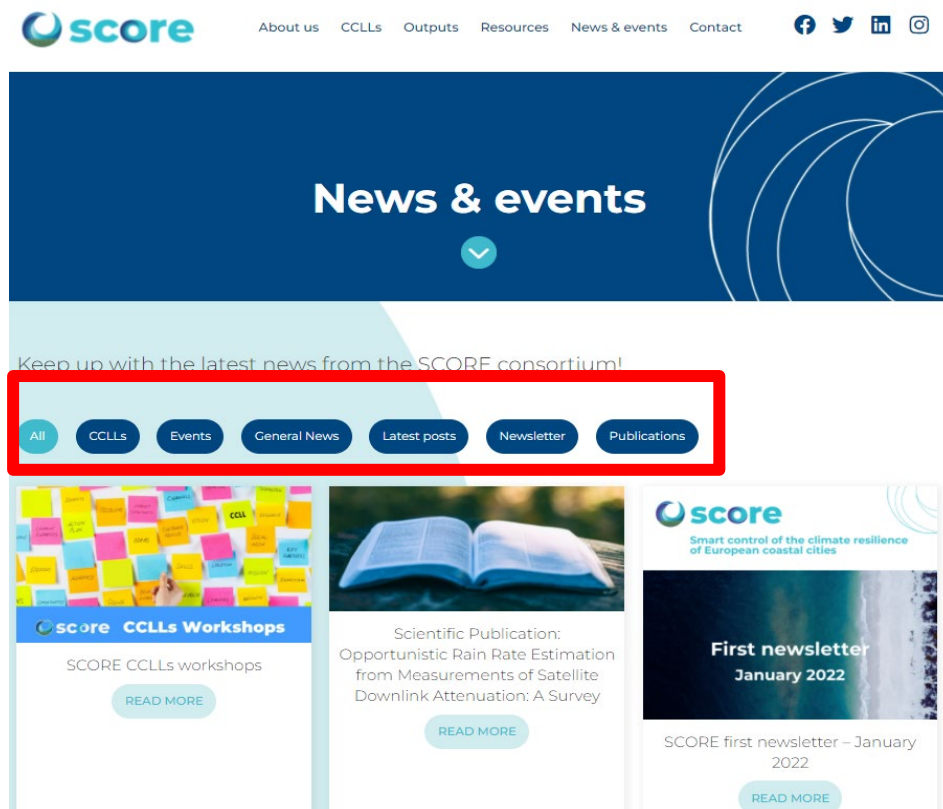 score
About us CCLLs Outputs Resources News & events Contact
News & events
Keep up with the latest news from the SCORE consortium!
All CCLLs Events General News Latest posts Newsletter Publications
CCLL
score CCLLs Workshops
SCORE CCLLs workshops
READ MORE
Scientific Publication:
Opportunistic Rain Rate Estimation
from Measurements of Satellite
Downlink Attenuation: A Survey
READ MORE
score
Smart control of the climate resilience
of European coastal cities
First newsletter
January 2022
SCORE first newsletter – January
2022
READ MORE